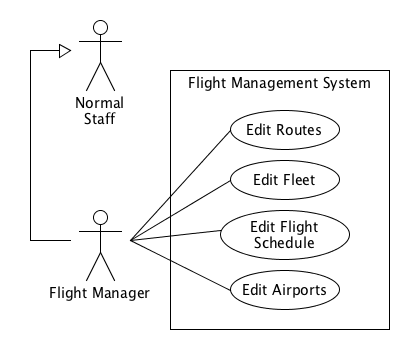 Normal
Staff
Flight Management System
Edit Routes
Edit Fleet
Edit Flight
Schedule
Edit Airports
Flight Manager